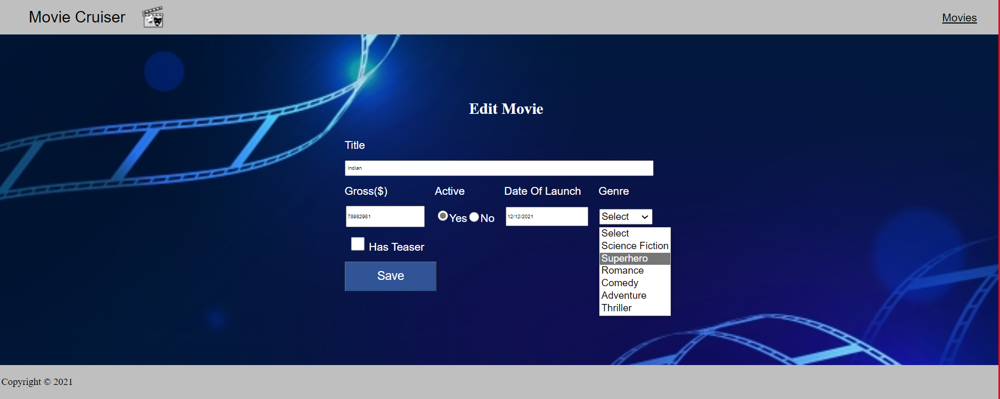 Movie Cruiser
Movies
Edit Movie
Title
Indian
Gross($) Active Date Of Launch Genre
78982981 Yes No 12/12/2021 Select
Select
Science Fiction
Superhero
Romance
Comedy
Adventure
Thriller
Has Teaser
Save
Copyright © 2021